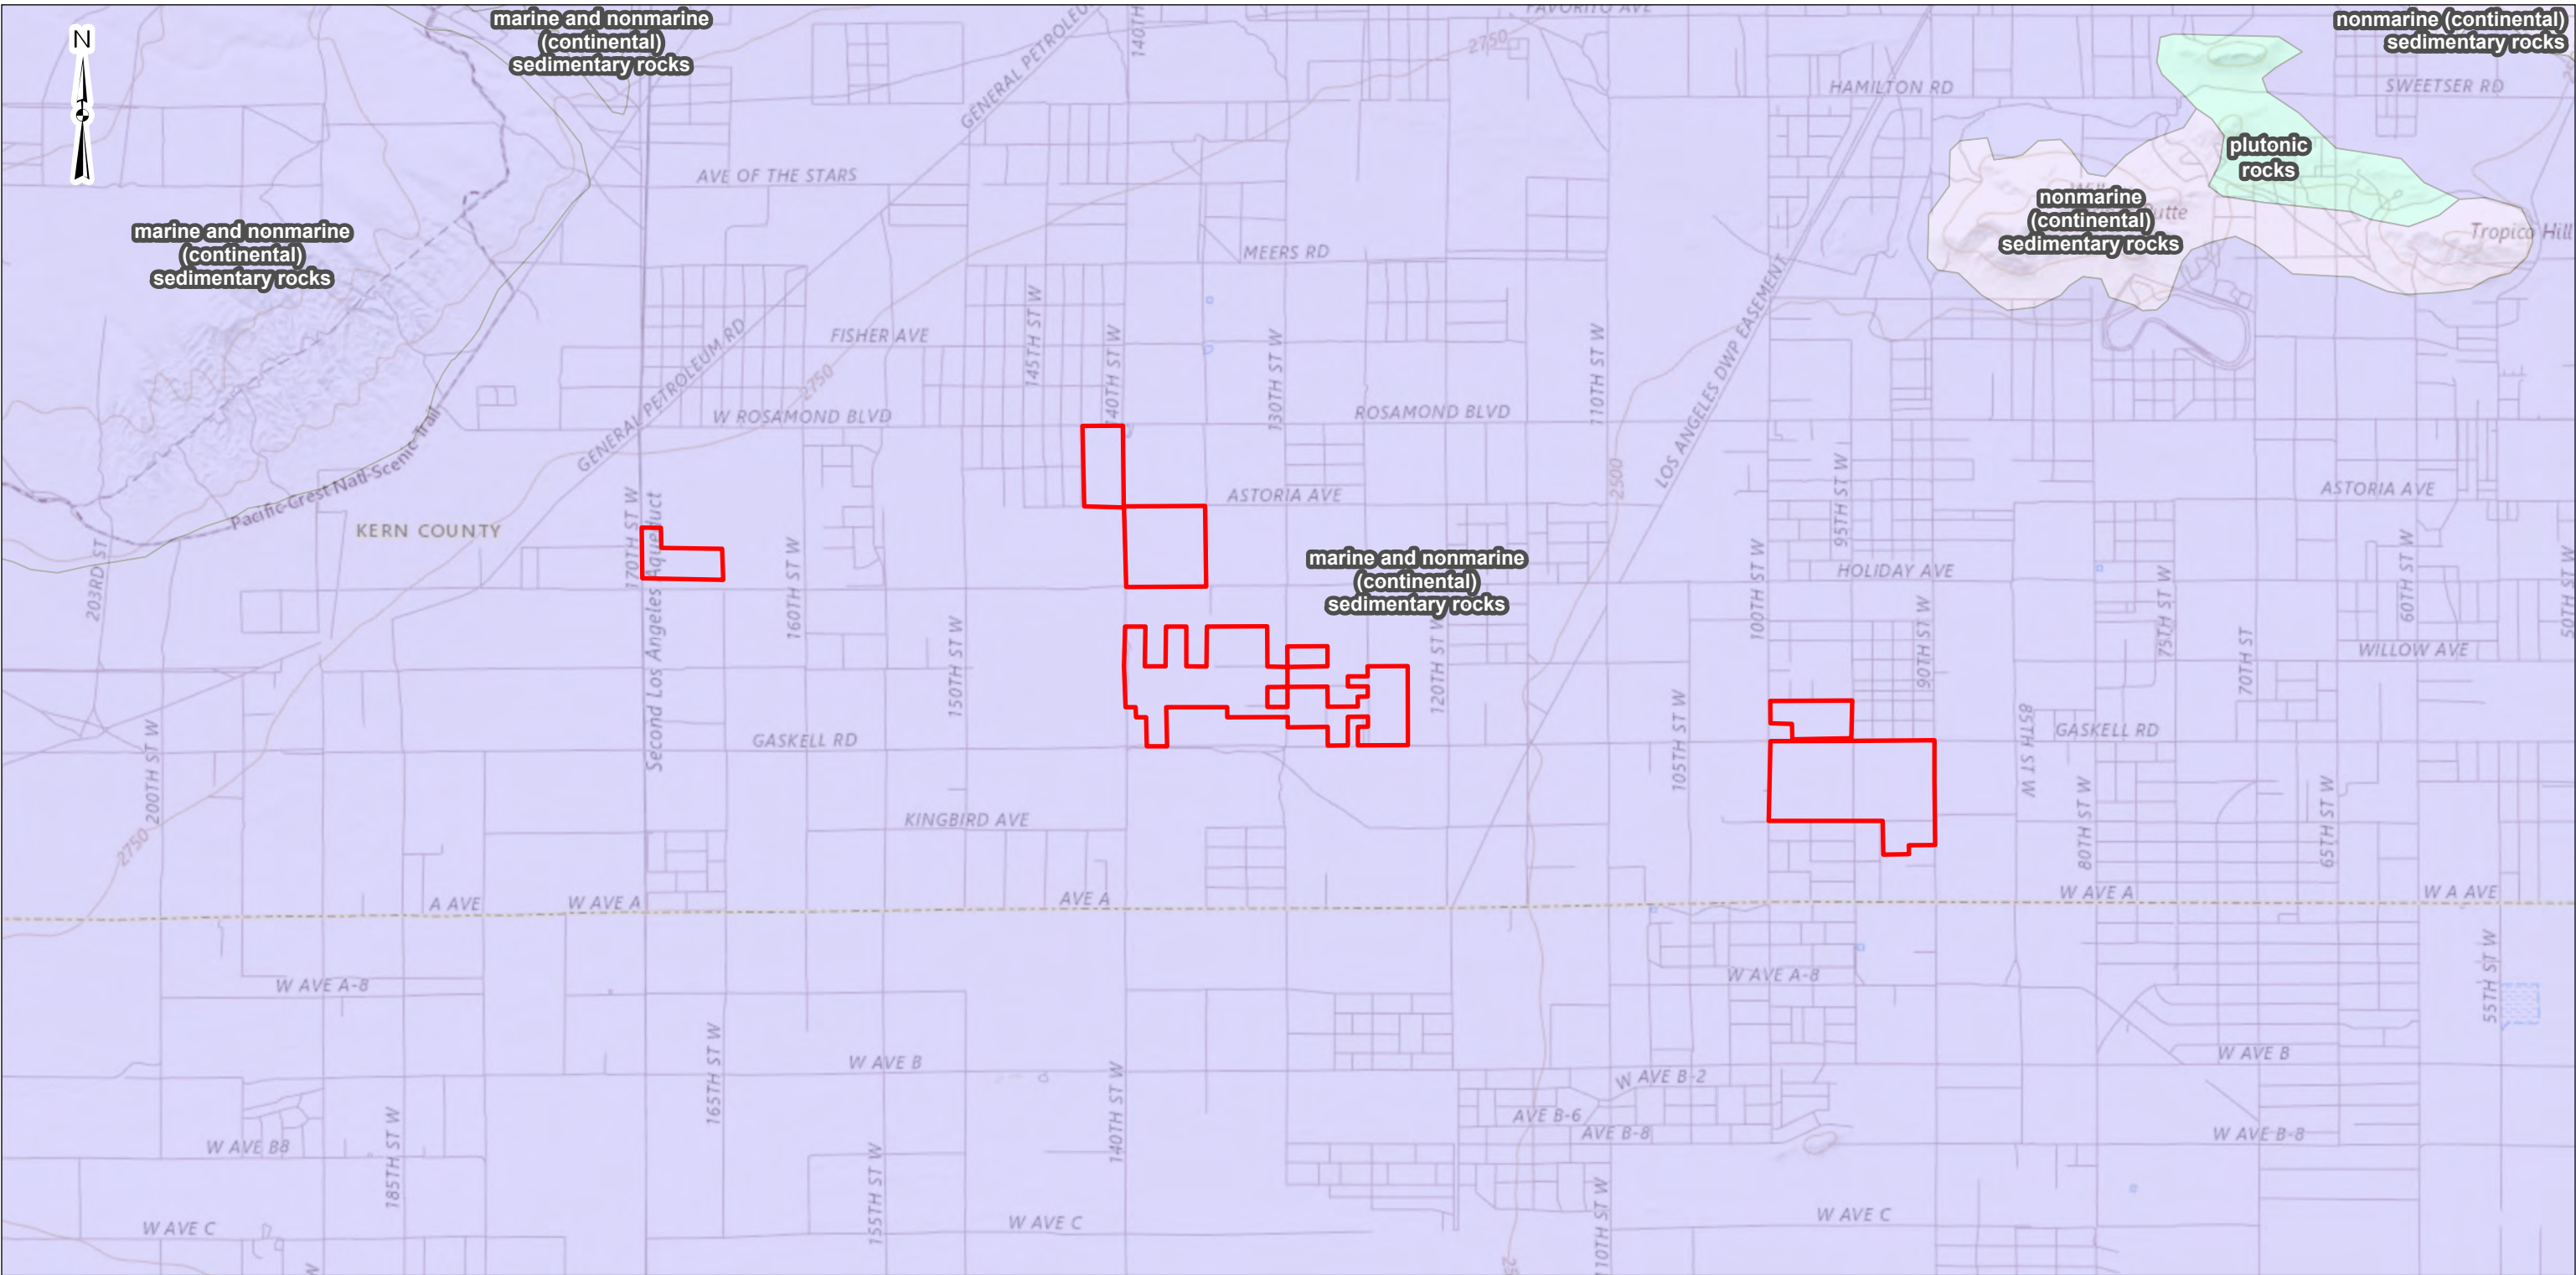 FAVORITO AVE
marine and nonmarine
(continental)
sedimentary rocks
nonmarine (continental)
sedimentary rocks
N
GENERAL PETROLEU
140TH
2750
HAMILTON RD
SWEETSER RD
plutonic
rocks
AVE OF THE STARS
nonmarine
(continental)
sedimentary rocks
Butte
Tropico Hill
marine and nonmarine
(continental)
sedimentary rocks
MEERS RD
LOS ANGELES DWP EASEMENT
145TH ST W
140TH ST W
130TH ST W
110TH ST W
FISHER AVE
GENERAL PETROLEUM RD
2750
W ROSAMOND BLVD
ROSAMOND BLVD
Pacific Crest Natl Scenic Trail
KERN COUNTY
170TH ST W
Second Los Angeles Aqueduct
ASTORIA AVE
2500
95TH ST W
ASTORIA AVE
203RD ST
160TH ST W
marine and nonmarine
(continental)
sedimentary rocks
100TH ST W
HOLIDAY AVE
90TH ST W
75TH ST W
60TH ST W
50TH ST W
150TH ST W
120TH ST W
70TH ST
WILLOW AVE
200TH ST W
GASKELL RD
105TH ST W
85TH ST W
GASKELL RD
2750
KINGBIRD AVE
80TH ST W
65TH ST W
A AVE
W AVE A
AVE A
W AVE A
W A AVE
W AVE A-8
W AVE A-8
55TH ST W
165TH ST W
W AVE B
W AVE B
140TH ST W
W AVE B-2
AVE B-6
AVE B-8
W AVE B8
W AVE B-8
185TH ST W
155TH ST W
110TH ST W
W AVE C
W AVE C
W AVE C
W
25